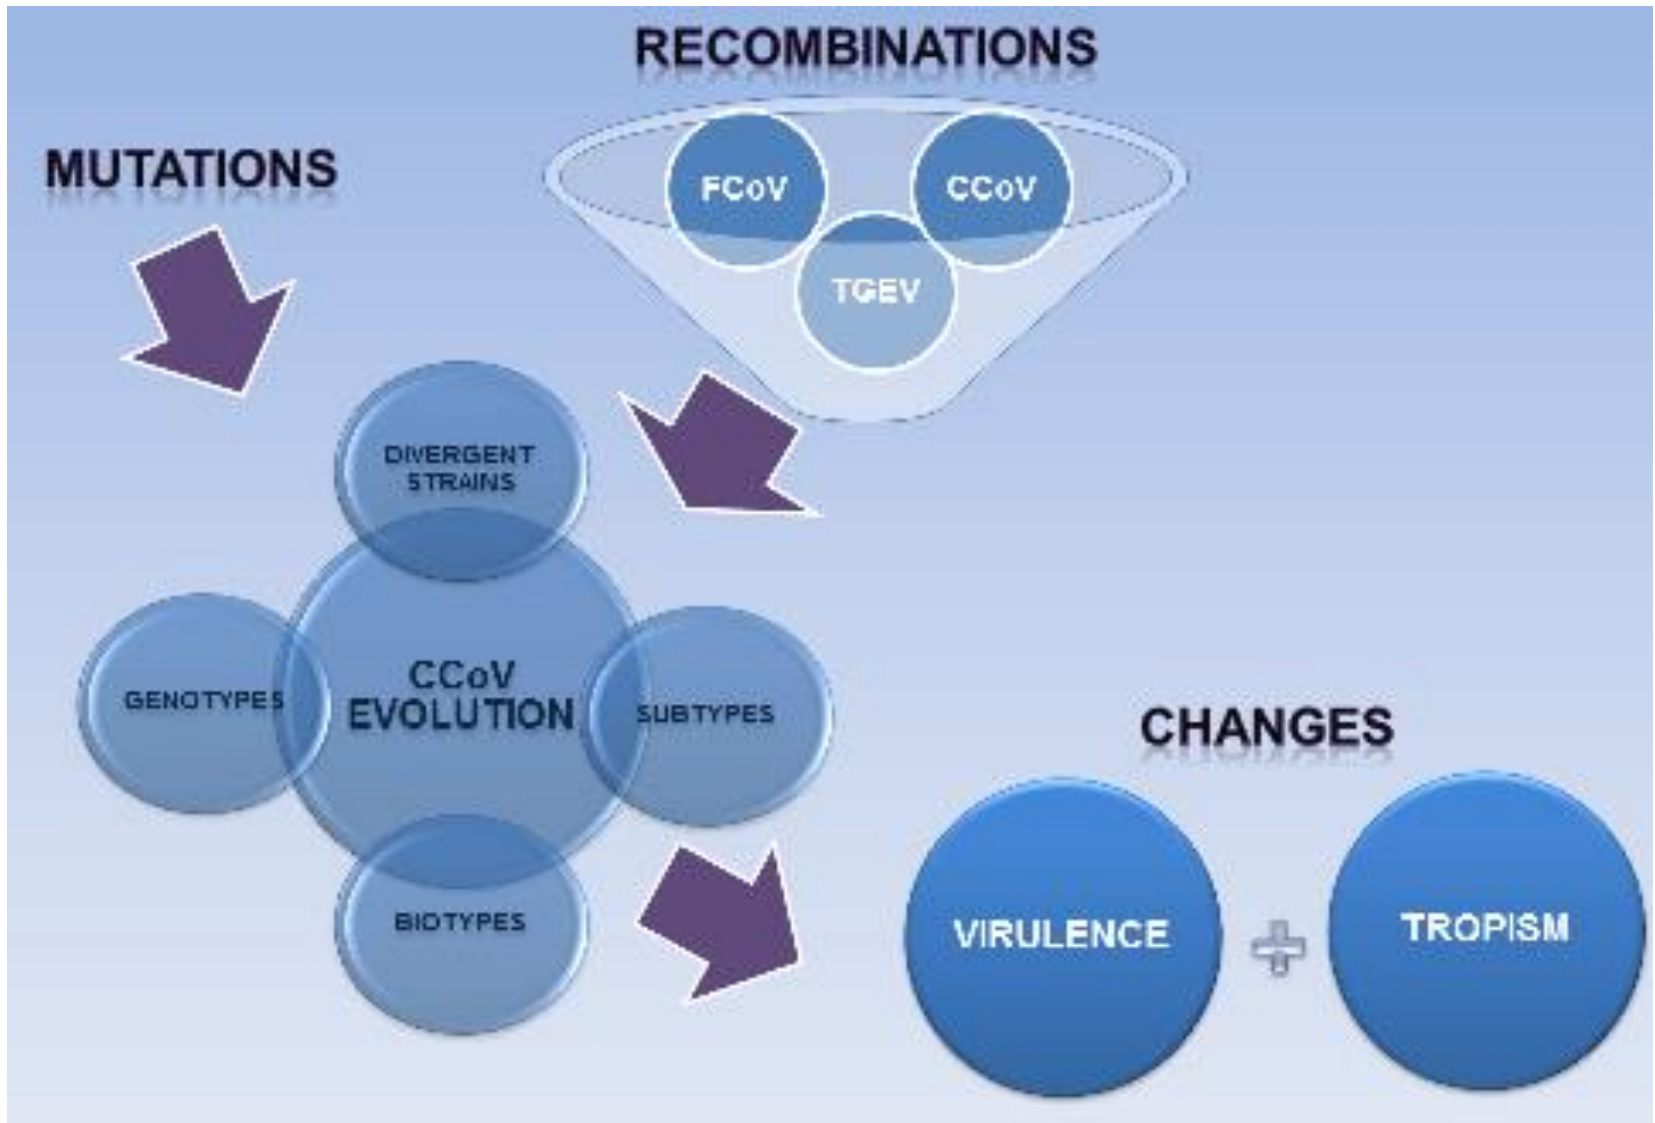 RECOMBINATIONS
MUTATIONS
FCoV
CCoV
TGEV
DIVERGENT
STRAINS
GENOTYPES
CCoV
EVOLUTION
SUBTYPES
BIOTYPES
CHANGES
VIRULENCE
TROPISM